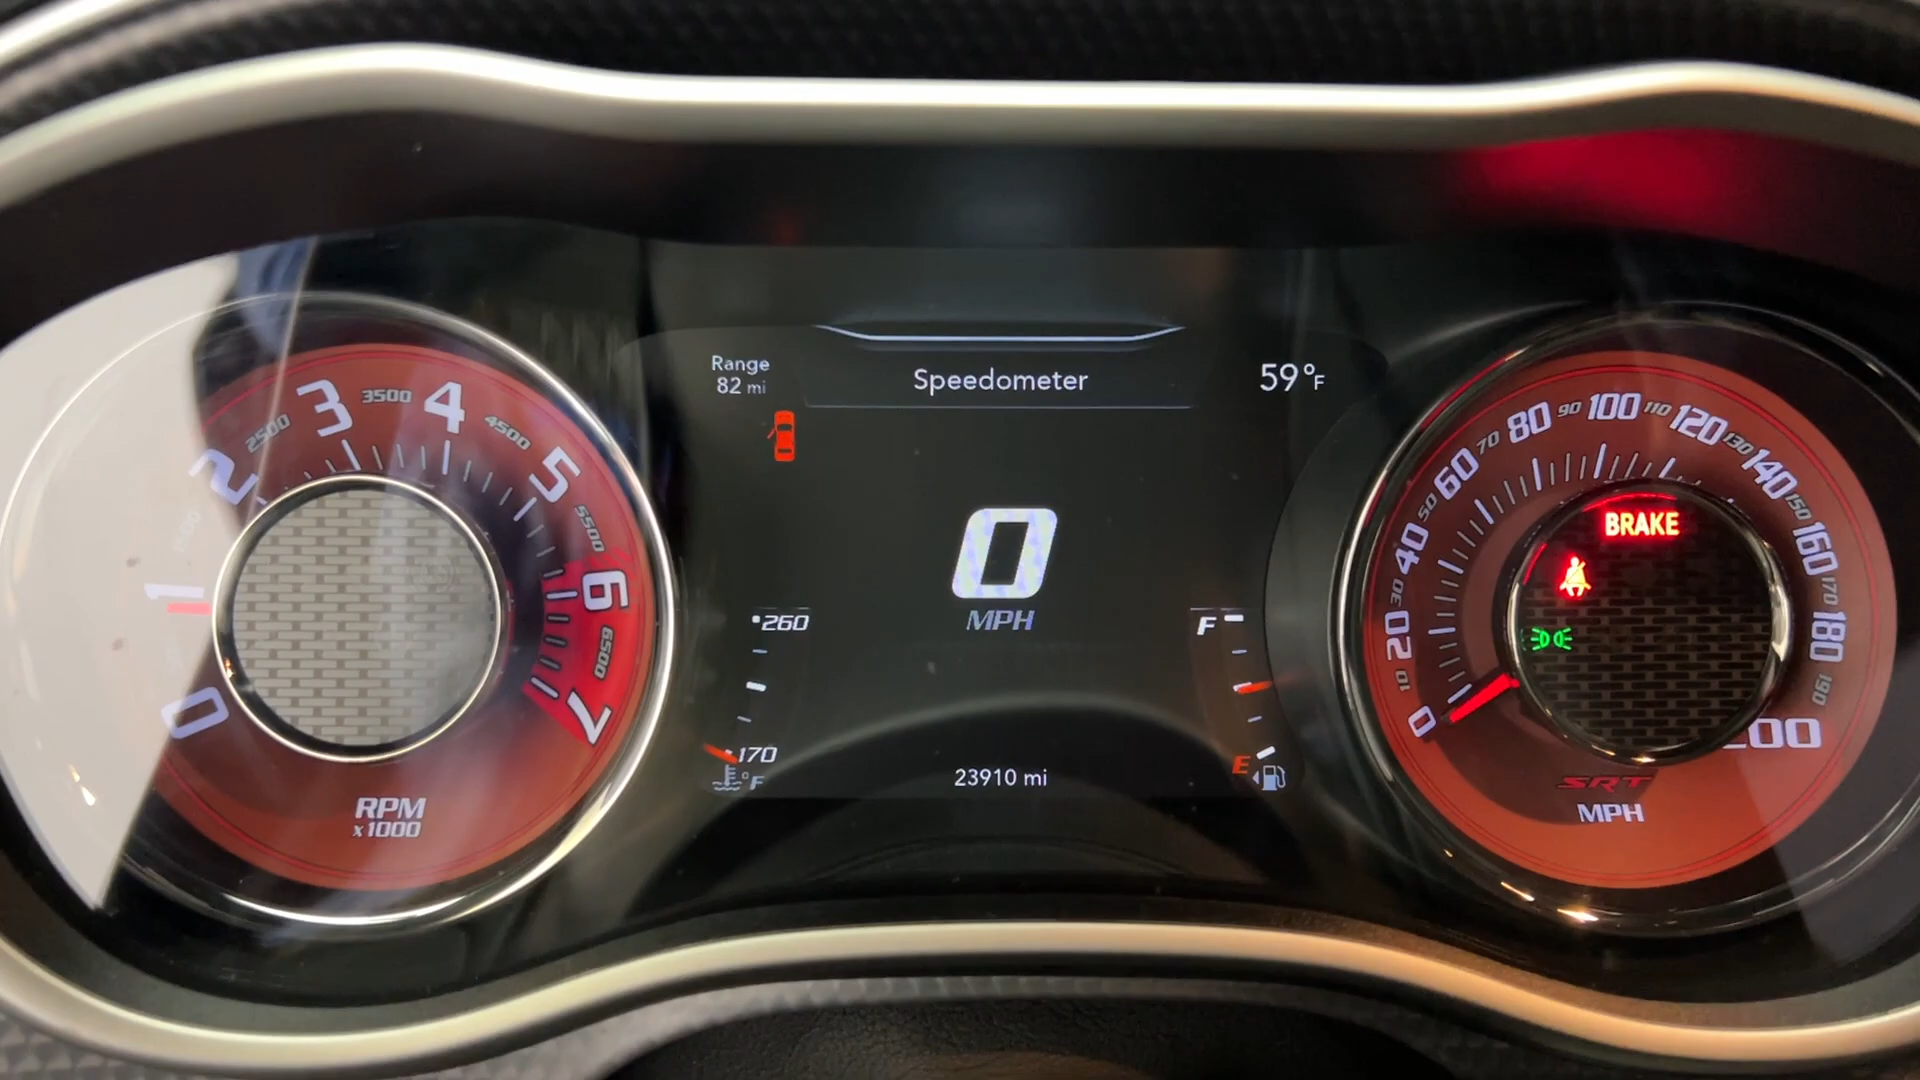 Range
82 mi
Speedometer
59°F
0
MPH
260
170
°F
F
E
23910 mi
0
1
2
2500
3
3500
4
4500
5
5500
6
6500
7
RPM
x1000
0
10
20
30
40
50
60
70
80
90
100
110
120
130
140
150
160
170
180
190
200
BRAKE
SRT
MPH